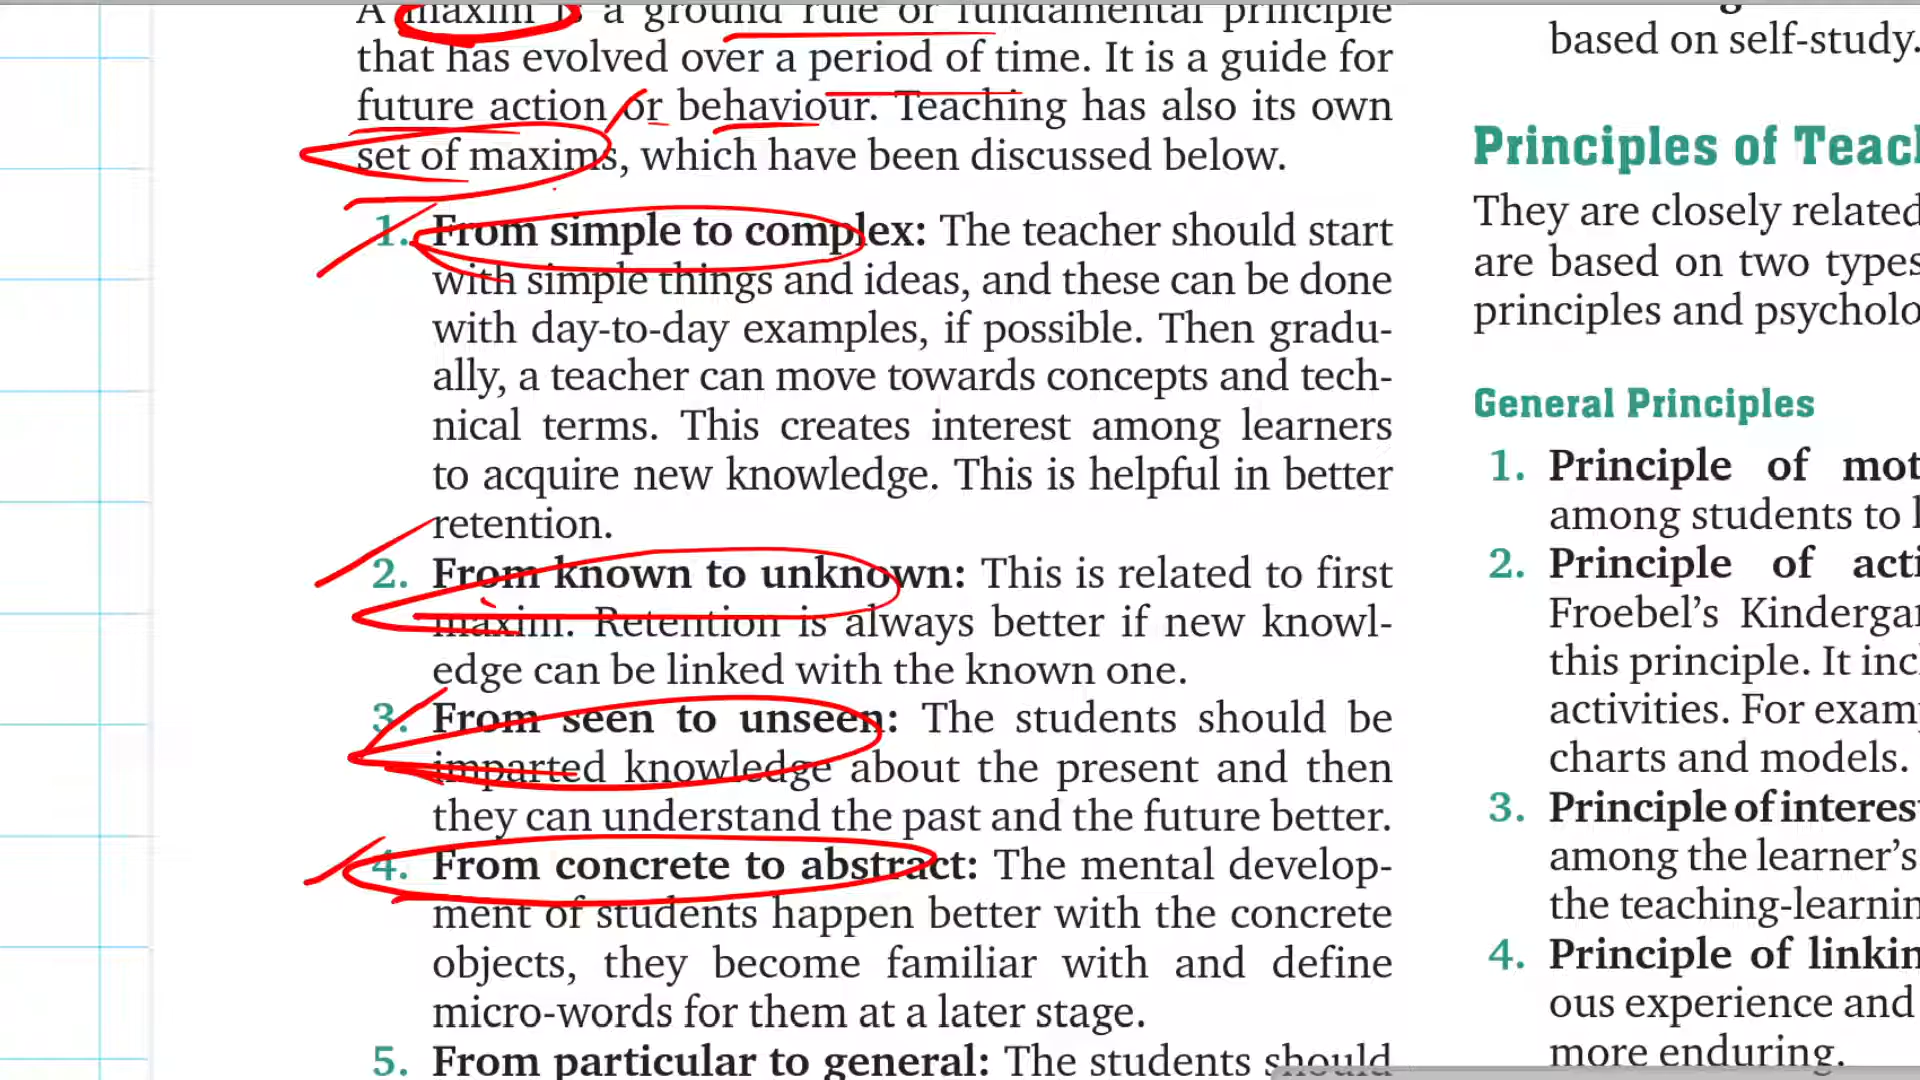 A maxim is a ground rule or fundamental principle
that has evolved over a period of time. It is a guide for
future action or behaviour. Teaching has also its own
set of maxims, which have been discussed below.
1. From simple to complex: The teacher should start
with simple things and ideas, and these can be done
with day-to-day examples, if possible. Then gradu-
ally, a teacher can move towards concepts and tech-
nical terms. This creates interest among learners
to acquire new knowledge. This is helpful in better
retention.
2. From known to unknown: This is related to first
maxim. Retention is always better if new knowl-
edge can be linked with the known one.
3. From seen to unseen: The students should be
imparted knowledge about the present and then
they can understand the past and the future better.
4. From concrete to abstract: The mental develop-
ment of students happen better with the concrete
objects, they become familiar with and define
micro-words for them at a later stage.
5. From particular to general: The students should
based on self-study.
Principles of Teac
They are closely related
are based on two types
principles and psycholo
General Principles
1. Principle of mot
among students to l
2. Principle of acti
Froebel's Kindergar
this principle. It incl
activities. For examp
charts and models.
3. Principle of interes
among the learner's
the teaching-learnin
4. Principle of linkin
ous experience and
more enduring.